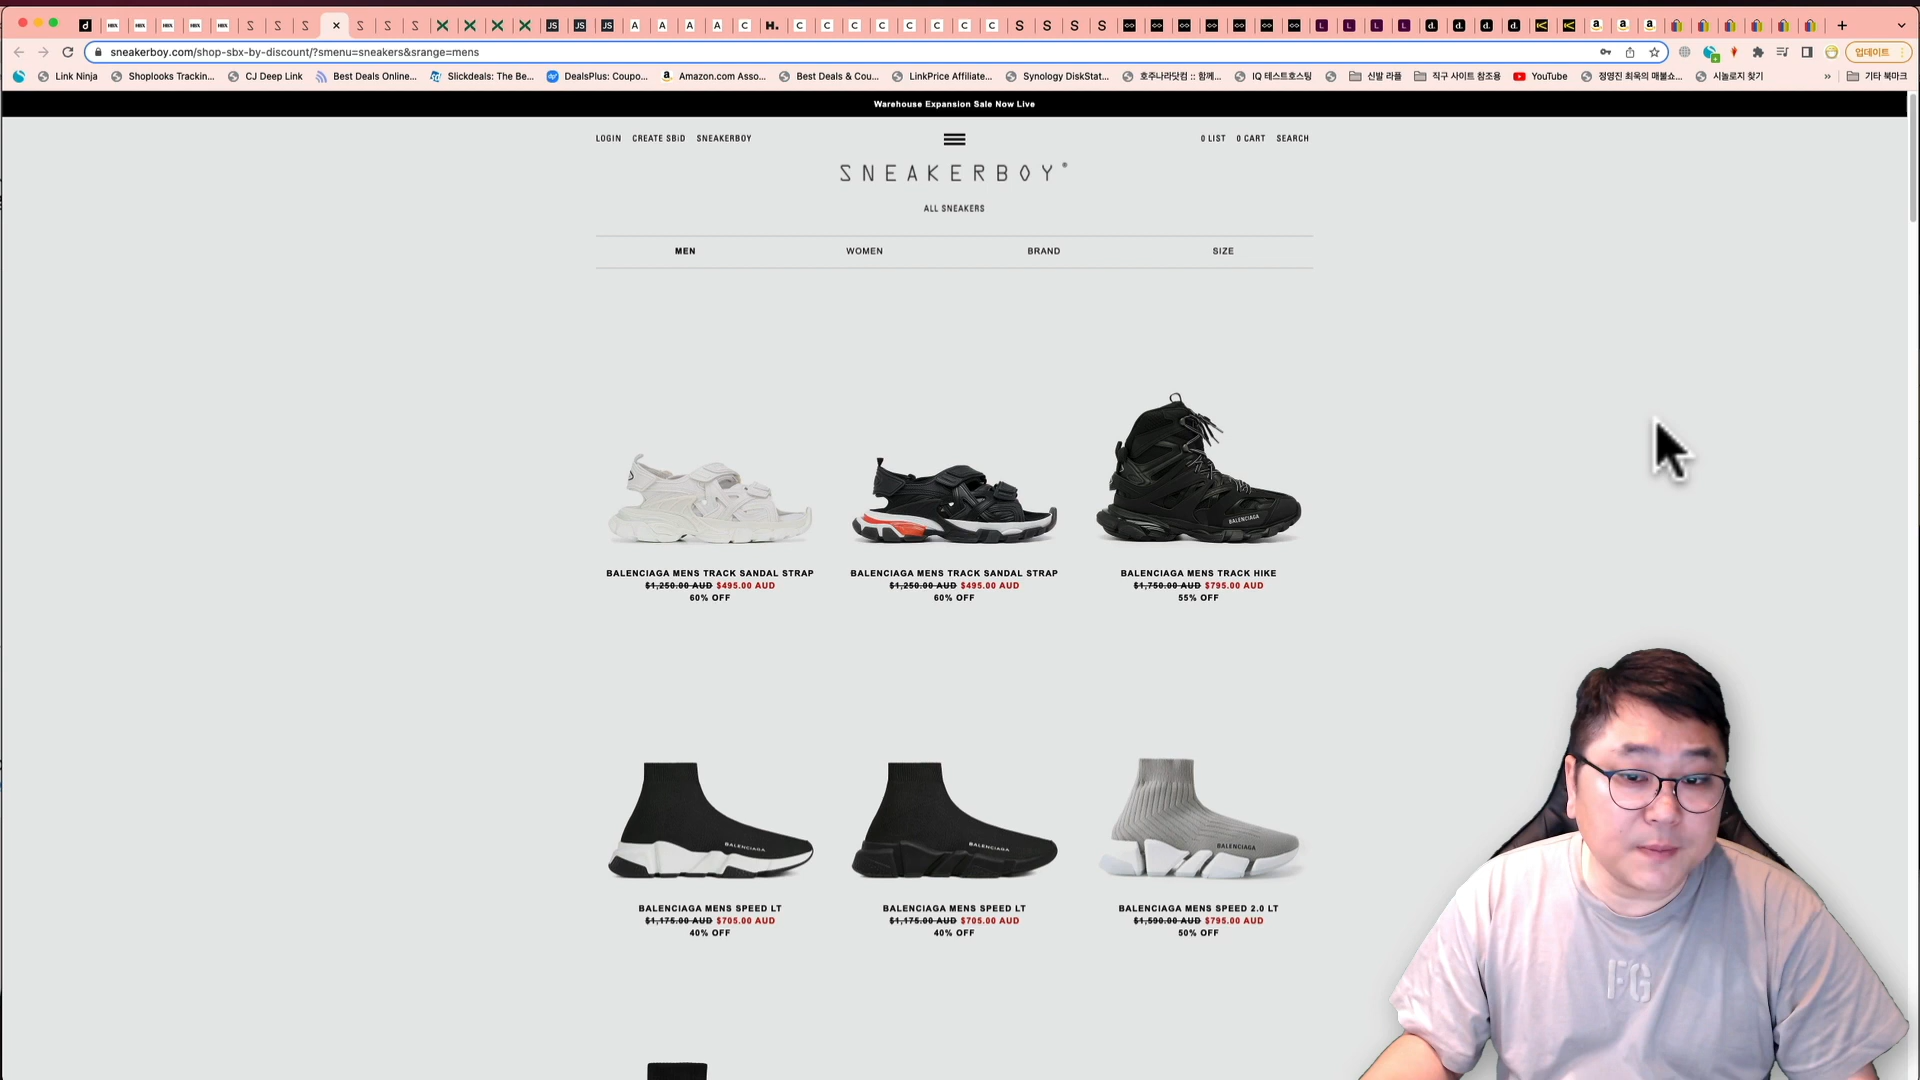 sneakerboy.com/shop-sbx-by-discount/?smenu=sneakers&srange=mens
업데이트
Link Ninja
Shoplooks Trackin...
CJ Deep Link
Best Deals Online...
Slickdeals: The Be...
DealsPlus: Coupo...
Amazon.com Asso...
Best Deals & Cou...
LinkPrice Affiliate...
Synology DiskStat...
호주나라닷컴 :: 함께...
IQ 테스트호스팅
신발 라플
직구 사이트 참조용
YouTube
정영진 최욱의 매불쇼...
시놀로지 찾기
»
기타 북마크
Warehouse Expansion Sale Now Live
LOGIN CREATE SBiD SNEAKERBOY
0 LIST 0 CART SEARCH
SNEAKERBOY®
ALL SNEAKERS
MEN WOMEN BRAND SIZE
BALENCIAGA
BALENCIAGA MENS TRACK SANDAL STRAP
$1,250.00 AUD $495.00 AUD
60% OFF
BALENCIAGA MENS TRACK SANDAL STRAP
$1,250.00 AUD $495.00 AUD
60% OFF
BALENCIAGA MENS TRACK HIKE
$1,750.00 AUD $795.00 AUD
55% OFF
BALENCIAGA
BALENCIAGA
BALENCIAGA
BALENCIAGA MENS SPEED LT
$1,175.00 AUD $705.00 AUD
40% OFF
BALENCIAGA MENS SPEED LT
$1,175.00 AUD $705.00 AUD
40% OFF
BALENCIAGA MENS SPEED 2.0 LT
$1,590.00 AUD $795.00 AUD
50% OFF
FG